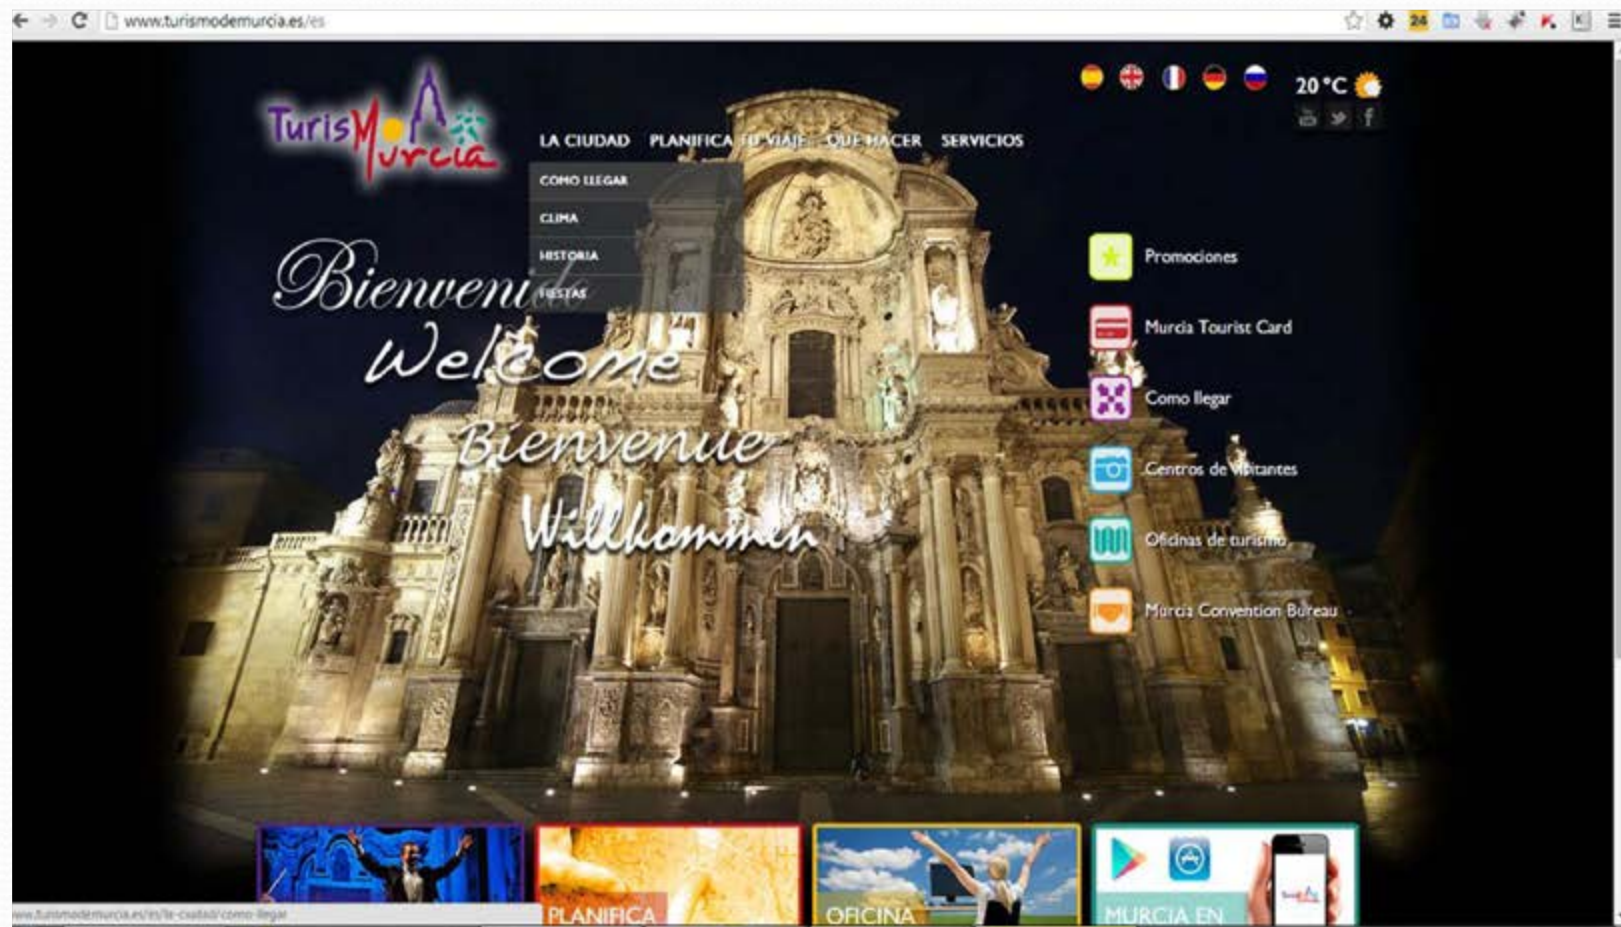 www.turismodemurcia.es/es
24
TurisMurcia
20 °C
LA CIUDAD PLANIFICA TU VIAJE QUE HACER SERVICIOS
COMO LLEGAR
CLIMA
HISTORIA
FIESTAS
Bienvenido
Welcome
Bienvenue
Willkommen
Promociones
Murcia Tourist Card
Como llegar
Centros de visitantes
Oficinas de turismo
Murcia Convention Bureau
PLANIFICA
OFICINA
MURCIA EN
www.turismodemurcia.es/es/la-ciudad/como-llegar